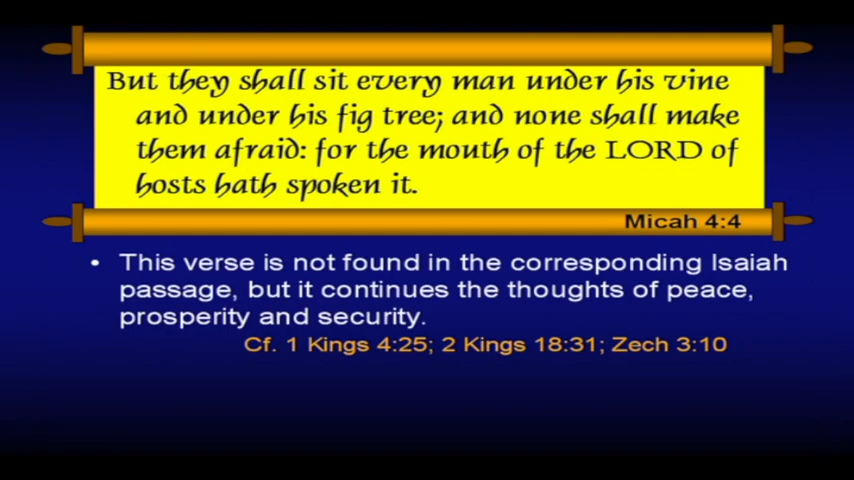 But they shall sit every man under his vine
and under his fig tree; and none shall make
them afraid: for the mouth of the LORD of
hosts hath spoken it.
Micah 4:4
• This verse is not found in the corresponding Isaiah
passage, but it continues the thoughts of peace,
prosperity and security.
Cf. 1 Kings 4:25; 2 Kings 18:31; Zech 3:10